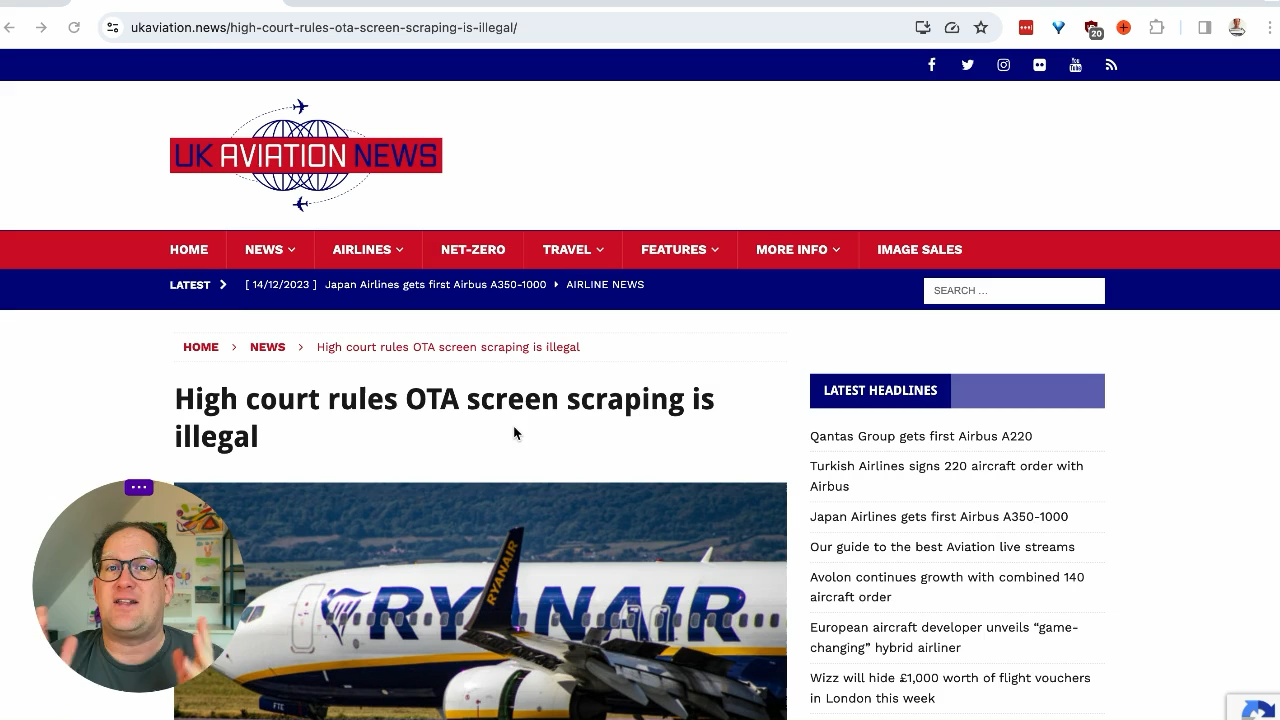 ukaviation.news/high-court-rules-ota-screen-scraping-is-illegal/
20
You Tube
UK AVIATION NEWS
HOME NEWS AIRLINES NET-ZERO TRAVEL FEATURES MORE INFO IMAGE SALES
LATEST [ 14/12/2023 ] Japan Airlines gets first Airbus A350-1000 AIRLINE NEWS
SEARCH …
HOME NEWS High court rules OTA screen scraping is illegal
High court rules OTA screen scraping is
illegal
RYANAIR
RYANAIR
LATEST HEADLINES
Qantas Group gets first Airbus A220
Turkish Airlines signs 220 aircraft order with
Airbus
Japan Airlines gets first Airbus A350-1000
Our guide to the best Aviation live streams
Avolon continues growth with combined 140
aircraft order
European aircraft developer unveils “game-
changing” hybrid airliner
Wizz will hide £1,000 worth of flight vouchers
in London this week